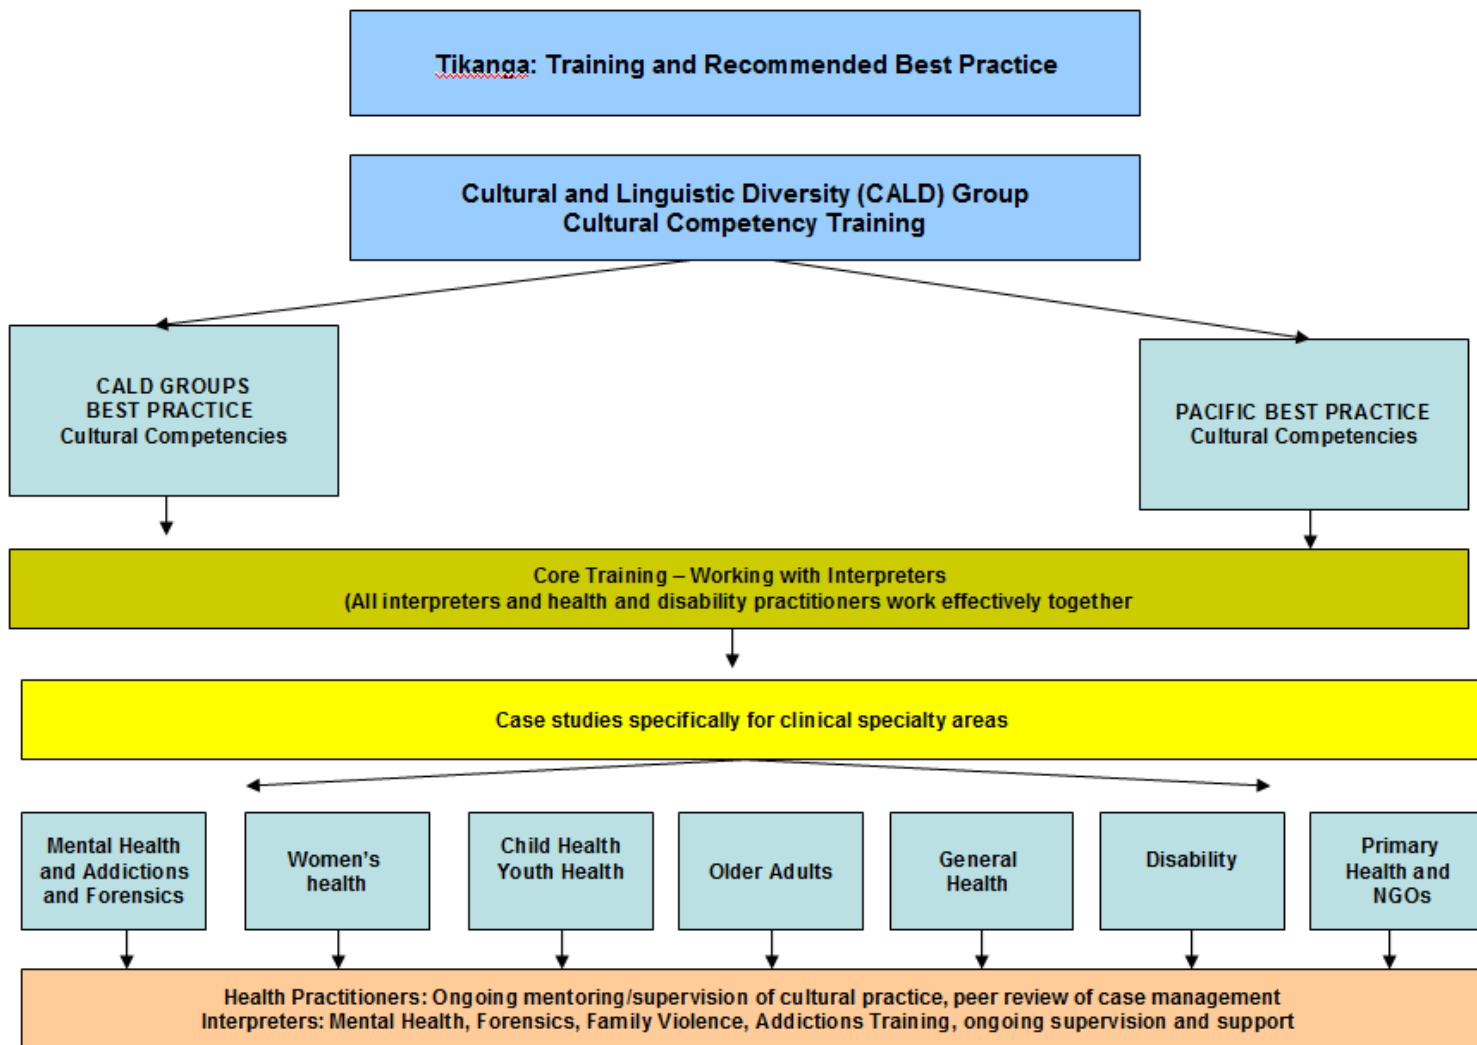 Tikanga: Training and Recommended Best Practice
Cultural and Linguistic Diversity (CALD) Group
Cultural Competency Training
CALD GROUPS
BEST PRACTICE
Cultural Competencies
PACIFIC BEST PRACTICE
Cultural Competencies
Core Training – Working with Interpreters
(All interpreters and health and disability practitioners work effectively together
Case studies specifically for clinical specialty areas
Mental Health
and Addictions
and Forensics
Women's
health
Child Health
Youth Health
Older Adults
General
Health
Disability
Primary
Health and
NGOs
Health Practitioners: Ongoing mentoring/supervision of cultural practice, peer review of case management
Interpreters: Mental Health, Forensics, Family Violence, Addictions Training, ongoing supervision and support